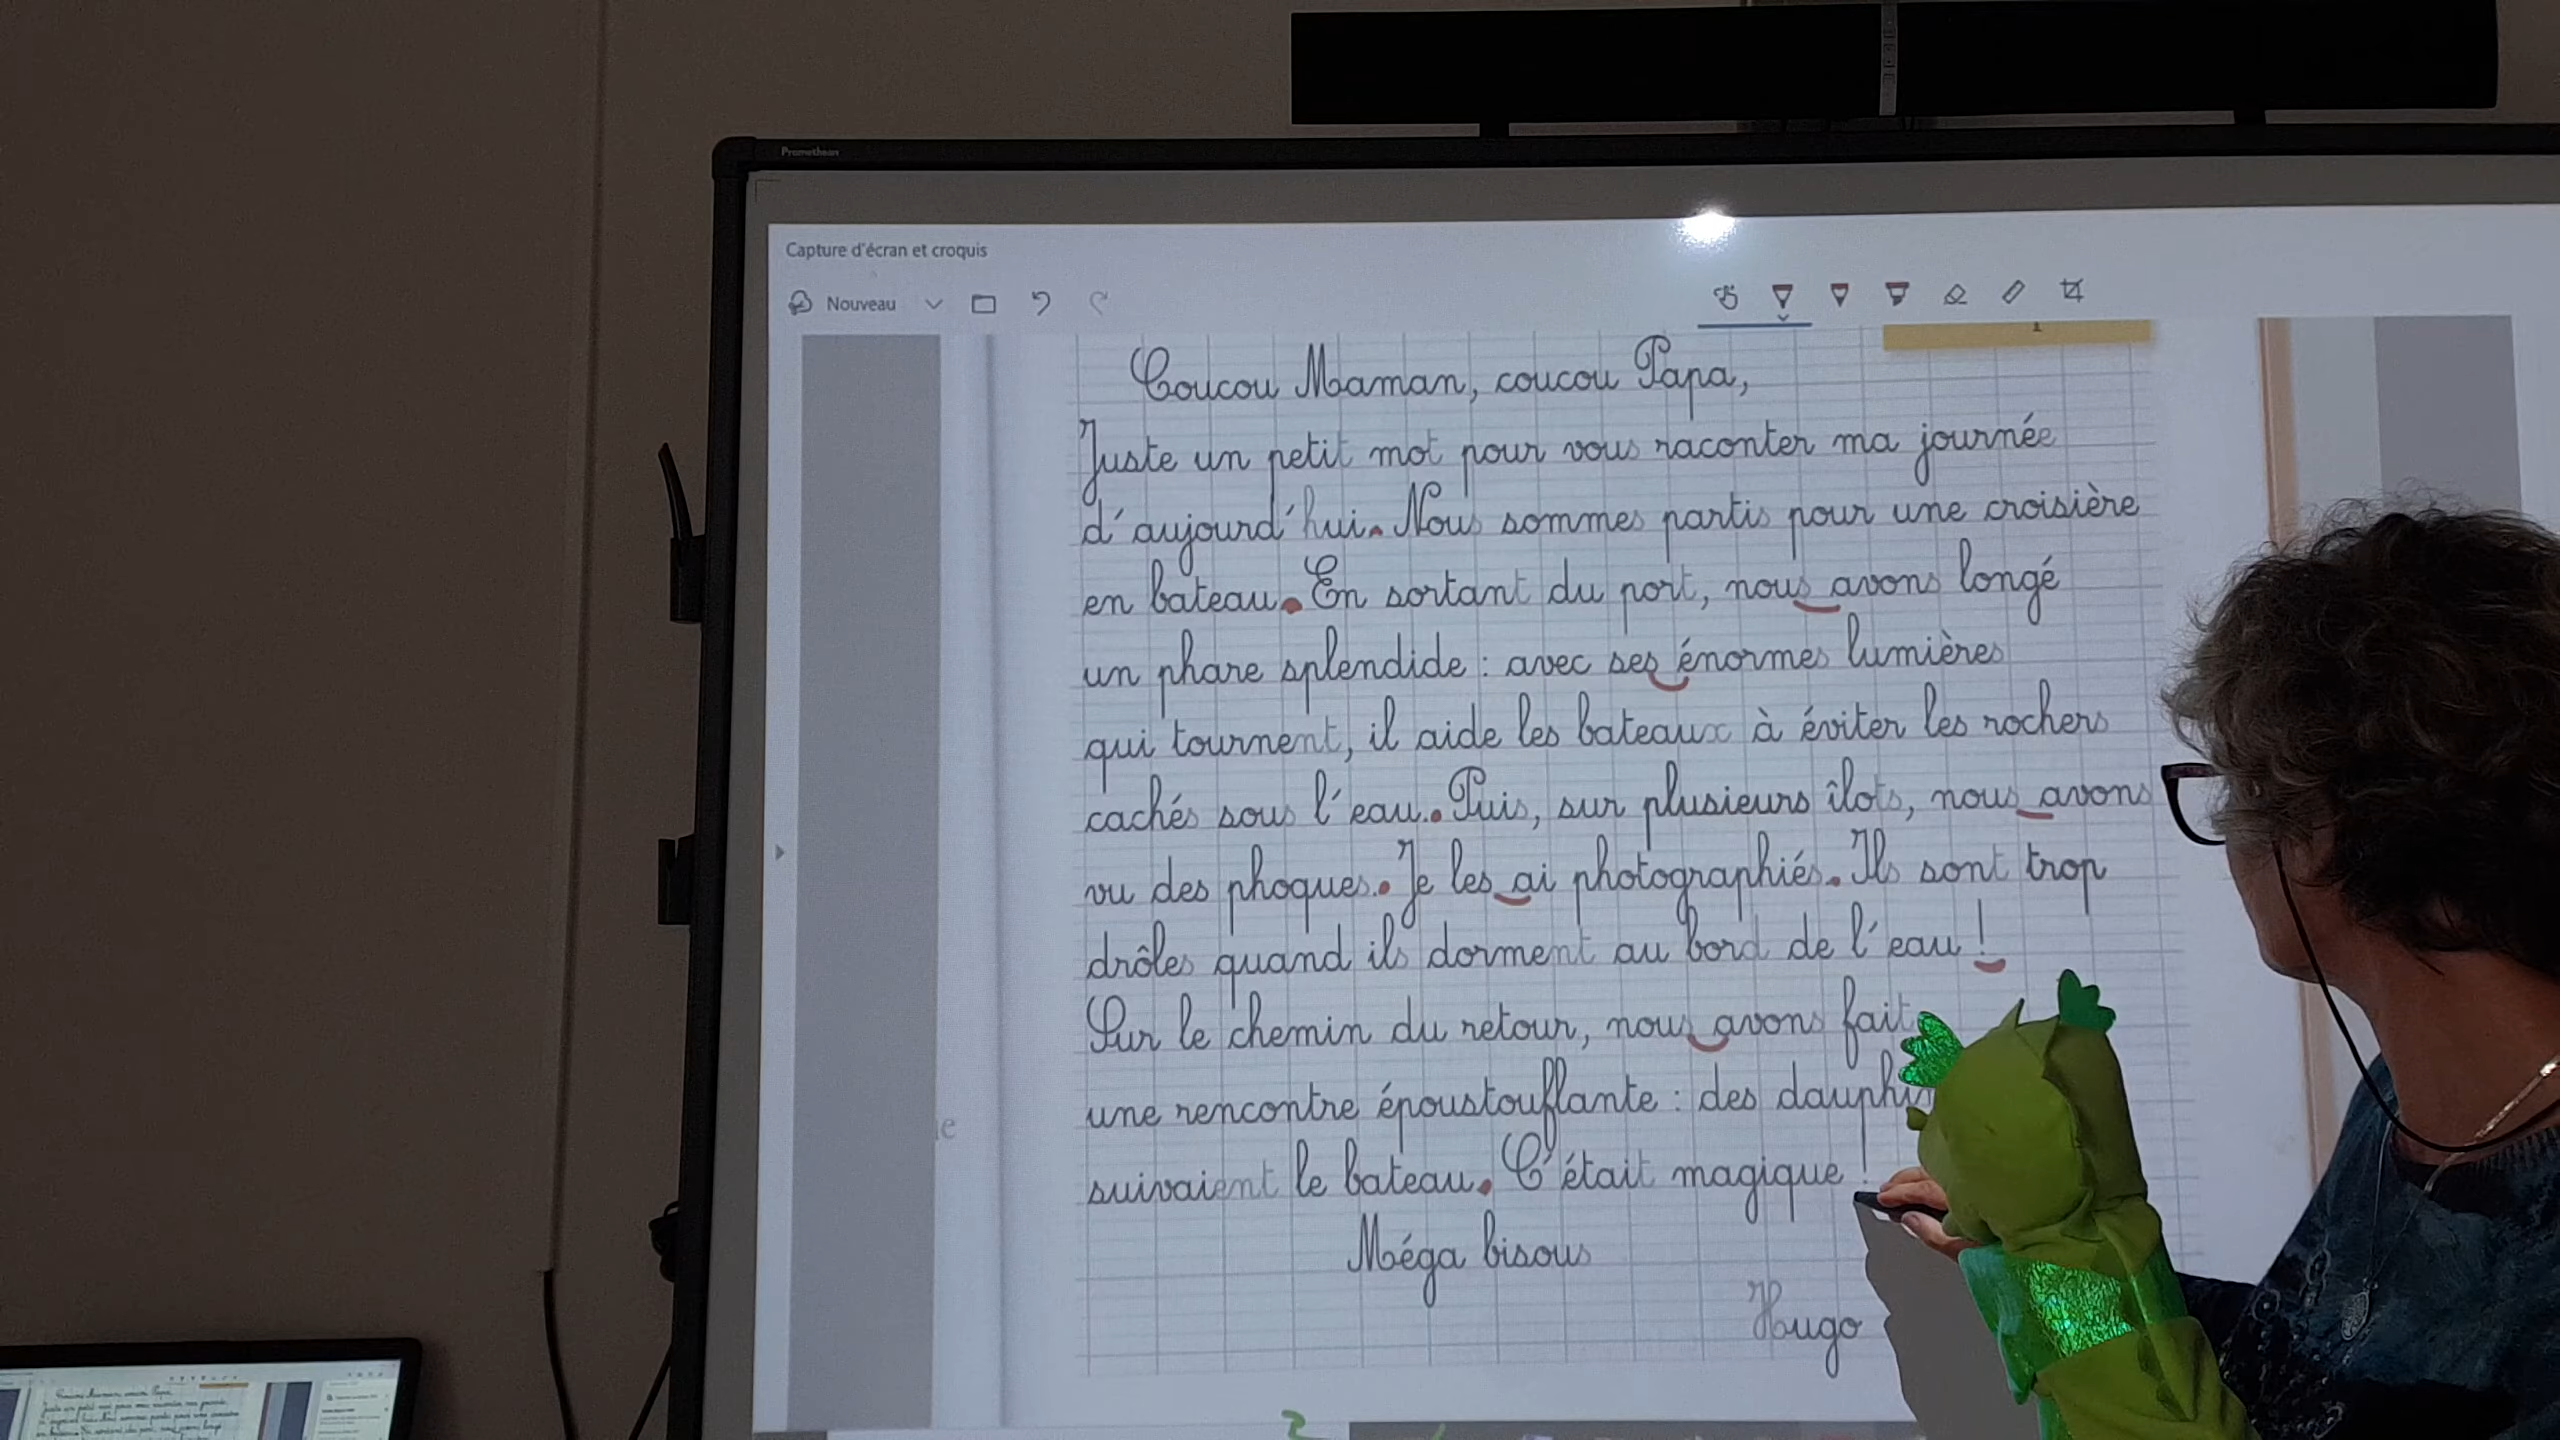 Promethean
Capture d'écran et croquis
Nouveau
Coucou Maman, coucou Papa,
Juste un petit mot pour vous raconter ma journée
d'aujourd'hui. Nous sommes partis pour une croisière
en bateau. En sortant du port, nous avons longé
un phare splendide : avec ses énormes lumières
qui tournent, il aide les bateaux à éviter les rochers
cachés sous l'eau. Puis, sur plusieurs îlots, nous avons
vu des phoques. Je les ai photographiés. Ils sont trop
drôles quand ils dorment au bord de l'eau !
Sur le chemin du retour, nous avons fait
une rencontre époustouflante : des
suivaient le bateau. C'était magique !
Méga bisous
Hugo